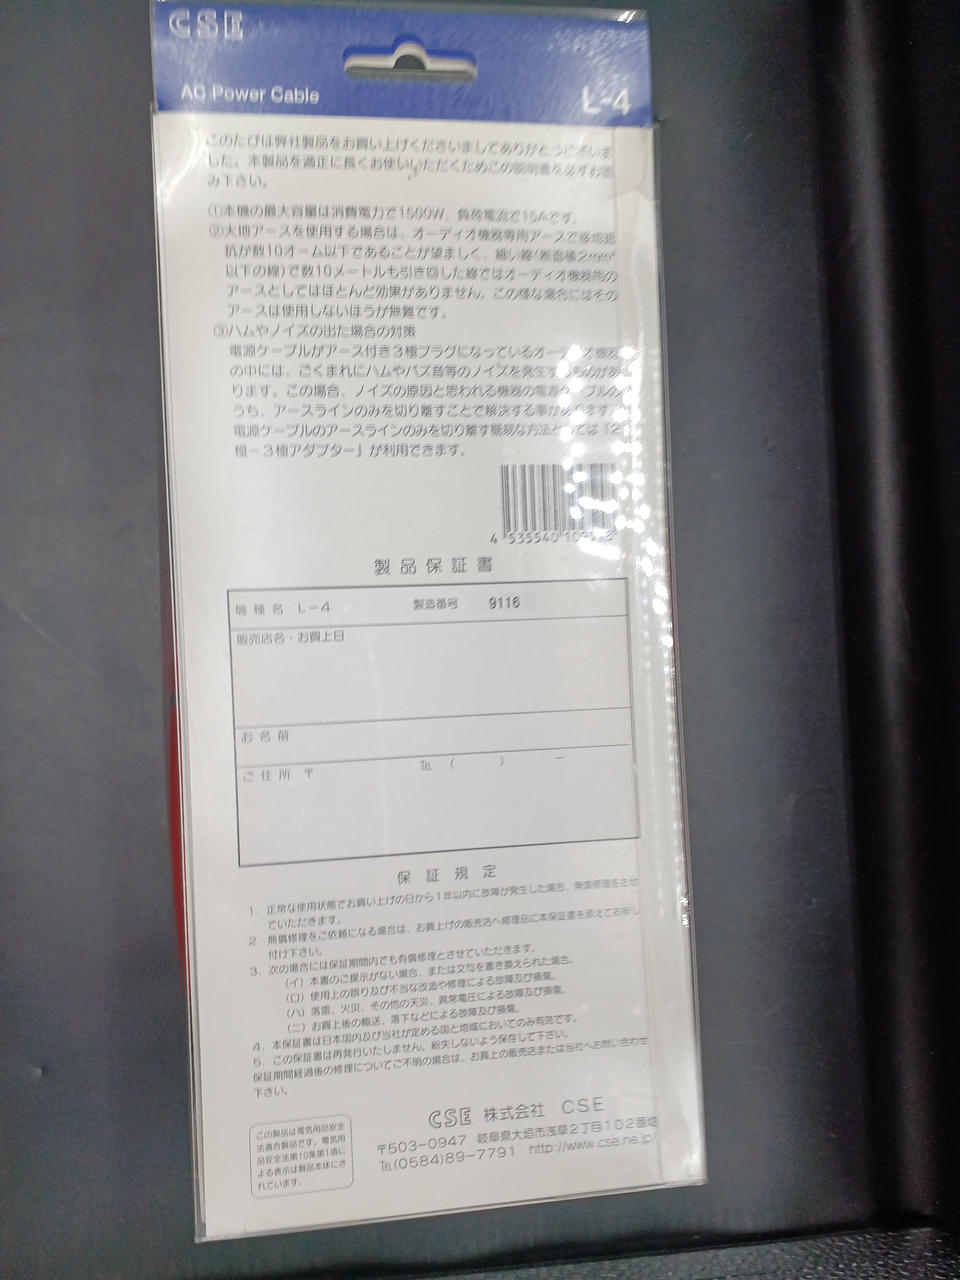 CSE
AC Power Cable
L-4
このたびは弊社製品をお買い上げくださいましてありがとうございま
した。本製品を適正に長くお使いいただくためこの説明書を必ずお読
み下さい。
①本機の最大容量は消費電力で1500W、負荷電流で15Aです。
②大地アースを使用する場合は、オーディオ機器専用アースで接地抵
抗が数10オーム以下であることが望ましく、細い線(断面積2mm²
以下の線)で数10メートルも引き回した線ではオーディオ機器用の
アースとしてはほとんど効果がありません。この様な場合にはその
アースは使用しないほうが無難です。
③ハムやノイズの出た場合の対策
電源ケーブルがアース付き3極プラグになっているオーディオ機器
の中には、ごくまれにハムやバズ音等のノイズを発生するものがあ
ります。この場合、ノイズの原因と思われる機器の電源ケーブルの
うち、アースラインのみを切り離すことで解決する事があります。
電源ケーブルのアースラインのみを切り離す簡易な方法としては「2
極-3極アダプター」が利用できます。
4 535540
製品保証書
機種名 L-4 製造番号 9116
販売店名・お買上日
お名前
ご住所 〒 ℡ ( ) -
保証規定
1. 正常な使用状態でお買い上げの日から1年以内に故障が発生した場合、無償修理をさせ
ていただきます。
2. 無償修理をご依頼になる場合は、お買上げの販売店へ修理品に本保証書を添えてお申し
付け下さい。
3. 次の場合には保証期間内でも有償修理とさせていただきます。
(イ) 本書のご提示がない場合、または文句を書き換えられた場合。
(ロ) 使用上の誤り及び不当な改造や修理による故障及び損傷。
(ハ) 落雷、火災、その他の天災、異常電圧による故障及び損傷。
(ニ) お買上後の輸送、落下などによる故障及び損傷。
4. 本保証書は日本国内及び当社が定める国と地域においてのみ有効です。
5. この保証書は再発行いたしません。紛失しないよう保存して下さい。
保証期間経過後の修理についてご不明の場合は、お買上の販売店または当社へお問い合わせ
下さい。
この製品は電気用品安全
法適合製品です。電気用
品安全法第10条第1項に
よる表示は製品本体にさ
れています。
CSE 株式会社 CSE
〒503-0947 岐阜県大垣市浅草2丁目102番地
℡(0584)89-7791 http://www.cse.ne.jp/